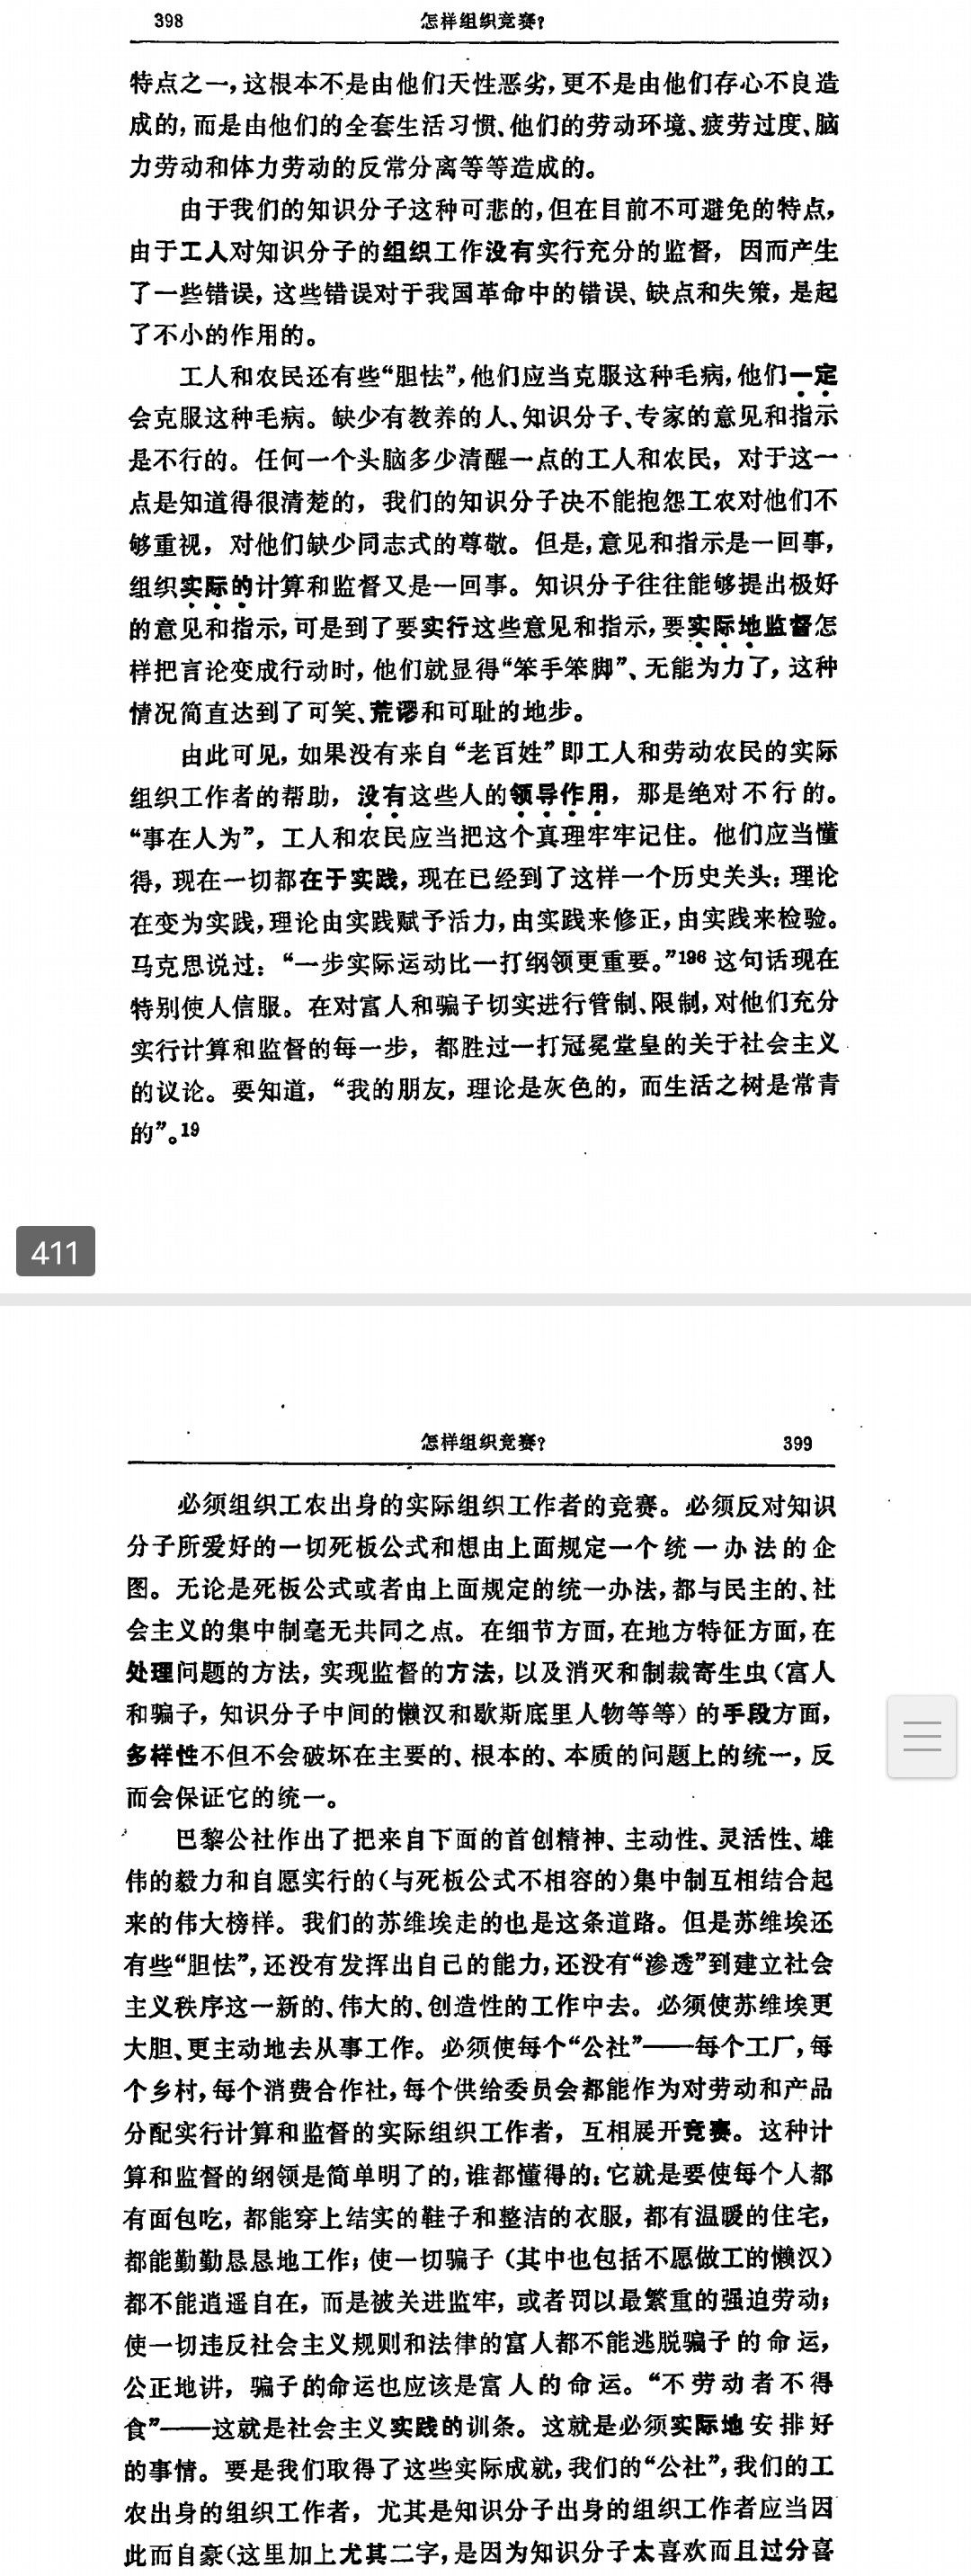 398
怎样组织竞赛?
特点之一,这根本不是由他们天性恶劣,更不是由他们存心不良造
成的,而是由他们的全套生活习惯、他们的劳动环境、疲劳过度、脑
力劳动和体力劳动的反常分离等等造成的。
由于我们的知识分子这种可悲的,但在目前不可避免的特点,
由于工人对知识分子的组织工作没有实行充分的监督,因而产生
了一些错误,这些错误对于我国革命中的错误、缺点和失策,是起
了不小的作用的。
工人和农民还有些“胆怯”,他们应当克服这种毛病,他们一定
会克服这种毛病。缺少有教养的人、知识分子、专家的意见和指示
是不行的。任何一个头脑多少清醒一点的工人和农民,对于这一
点是知道得很清楚的,我们的知识分子决不能抱怨工农对他们不
够重视,对他们缺少同志式的尊敬。但是,意见和指示是一回事,
组织实际的计算和监督又是一回事。知识分子往往能够提出极好
的意见和指示,可是到了要实行这些意见和指示,要实际地监督怎
样把言论变成行动时,他们就显得“笨手笨脚”、无能为力了,这种
情况简直达到了可笑、荒谬和可耻的地步。
由此可见,如果没有来自“老百姓”即工人和劳动农民的实际
组织工作者的帮助,没有这些人的领导作用,那是绝对不行的。
“事在人为”,工人和农民应当把这个真理牢牢记住。他们应当懂
得,现在一切都在于实践,现在已经到了这样一个历史关头:理论
在变为实践,理论由实践赋予活力,由实践来修正,由实践来检验。
马克思说过:“一步实际运动比一打纲领更重要。”196 这句话现在
特别使人信服。在对富人和骗子切实进行管制、限制,对他们充分
实行计算和监督的每一步,都胜过一打冠冕堂皇的关于社会主义
的议论。要知道,“我的朋友,理论是灰色的,而生活之树是常青
的”。19
411
怎样组织竞赛?
399
必须组织工农出身的实际组织工作者的竞赛。必须反对知识
分子所爱好的一切死板公式和想由上面规定一个统一办法的企
图。无论是死板公式或者由上面规定的统一办法,都与民主的、社
会主义的集中制毫无共同之点。在细节方面,在地方特征方面,在
处理问题的方法,实现监督的方法,以及消灭和制裁寄生虫(富人
和骗子,知识分子中间的懒汉和歇斯底里人物等等)的手段方面,
多样性不但不会破坏在主要的、根本的、本质的问题上的统一,反
而会保证它的统一。
巴黎公社作出了把来自下面的首创精神、主动性、灵活性、雄
伟的毅力和自愿实行的(与死板公式不相容的)集中制互相结合起
来的伟大榜样。我们的苏维埃走的也是这条道路。但是苏维埃还
有些“胆怯”,还没有发挥出自己的能力,还没有“渗透”到建立社会
主义秩序这一新的、伟大的、创造性的工作中去。必须使苏维埃更
大胆、更主动地去从事工作。必须使每个“公社”——每个工厂,每
个乡村,每个消费合作社,每个供给委员会都能作为对劳动和产品
分配实行计算和监督的实际组织工作者,互相展开竞赛。这种计
算和监督的纲领是简单明了的,谁都懂得的:它就是要使每个人都
有面包吃,都能穿上结实的鞋子和整洁的衣服,都有温暖的住宅,
都能勤勤恳恳地工作;使一切骗子(其中也包括不愿做工的懒汉)
都不能逍遥自在,而是被关进监牢,或者罚以最繁重的强迫劳动;
使一切违反社会主义规则和法律的富人都不能逃脱骗子的命运,
公正地讲,骗子的命运也应该是富人的命运。“不劳动者不得
食”——这就是社会主义实践的训条。这就是必须实际地安排好
的事情。要是我们取得了这些实际成就,我们的“公社”,我们的工
农出身的组织工作者,尤其是知识分子出身的组织工作者应当因
此而自豪(这里加上尤其二字,是因为知识分子太喜欢而且过分喜